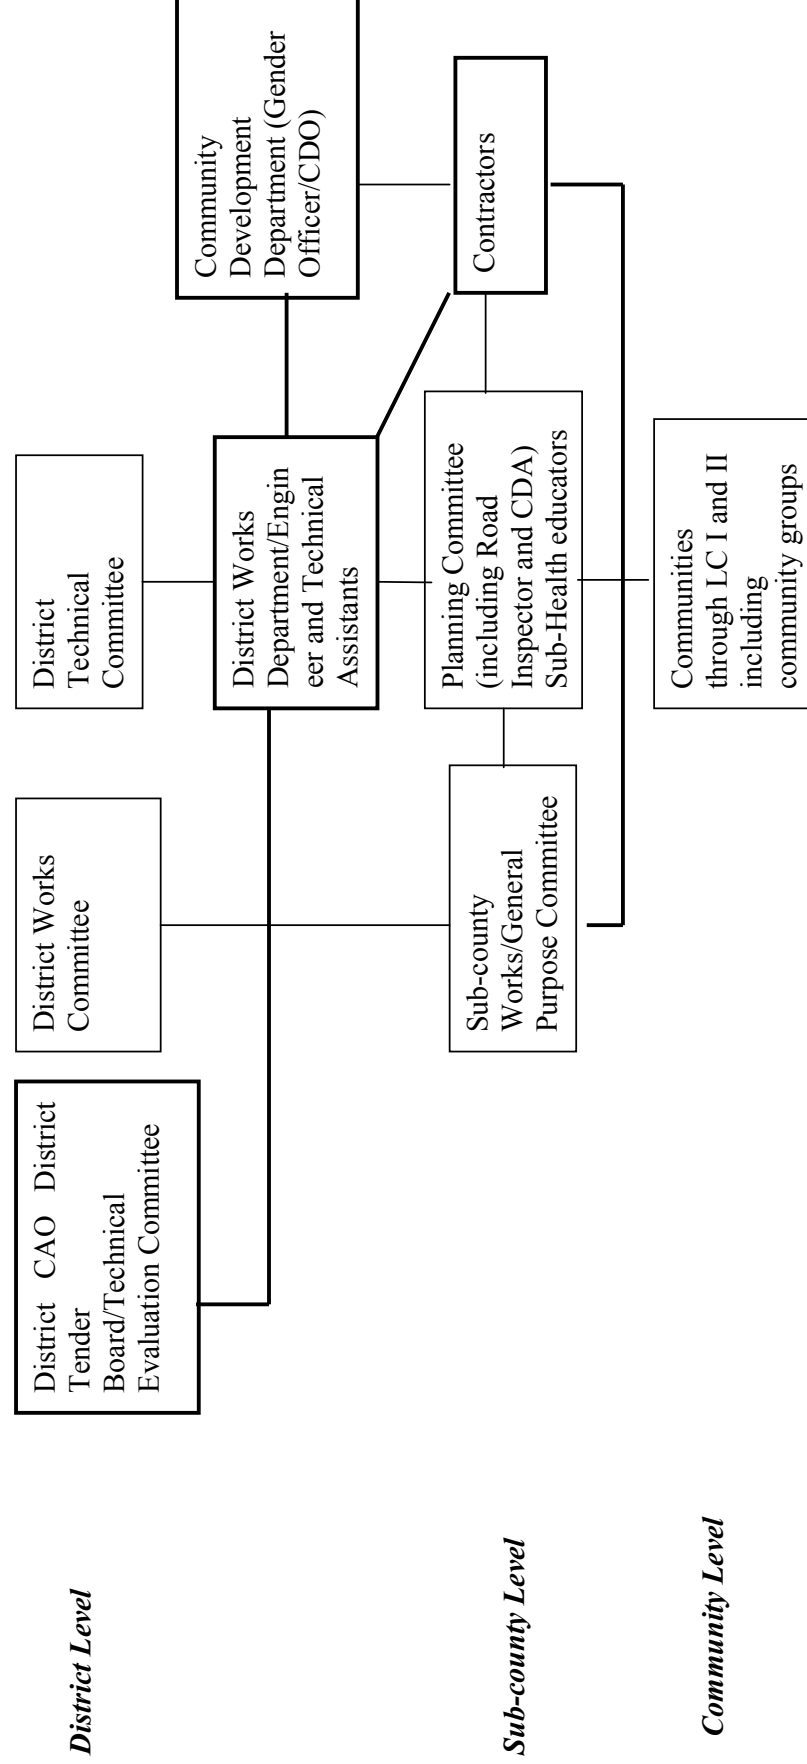 District Level
District CAO District
Tender
Board/Technical
Evaluation Committee
District Works
Committee
District
Technical
Committee
District Works
Department/Engin
eer and Technical
Assistants
Community
Development
Department (Gender
Officer/CDO)
Sub-county Level
Sub-county
Works/General
Purpose Committee
Planning Committee
(including Road
Inspector and CDA)
Sub-Health educators
Contractors
Community Level
Communities
through LC I and II
including
community groups